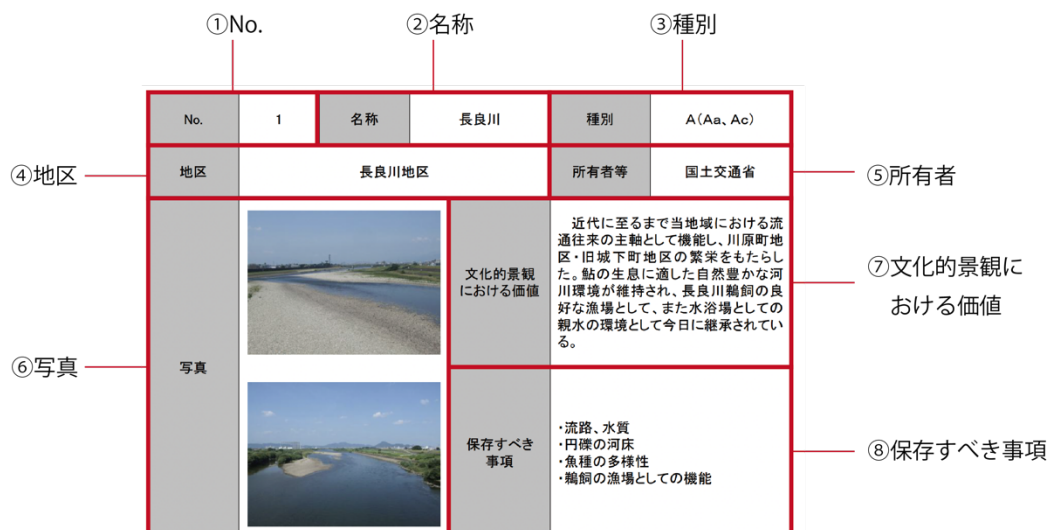 ①No.
②名称
③種別
No.
1
名称
長良川
種別
A(Aa、Ac)
④地区
地区
長良川地区
所有者等
国土交通省
⑤所有者
⑥写真
写真
文化的景観
における価値
近代に至るまで当地域における流
通往来の主軸として機能し、川原町地
区・旧城下町地区の繁栄をもたらし
た。鮎の生息に適した自然豊かな河
川環境が維持され、長良川鵜飼の良
好な漁場として、また水浴場としての
親水の環境として今日に継承されてい
る。
⑦文化的景観に
おける価値
保存すべき
事項
・流路、水質
・円礫の河床
・魚種の多様性
・鵜飼の漁場としての機能
⑧保存すべき事項